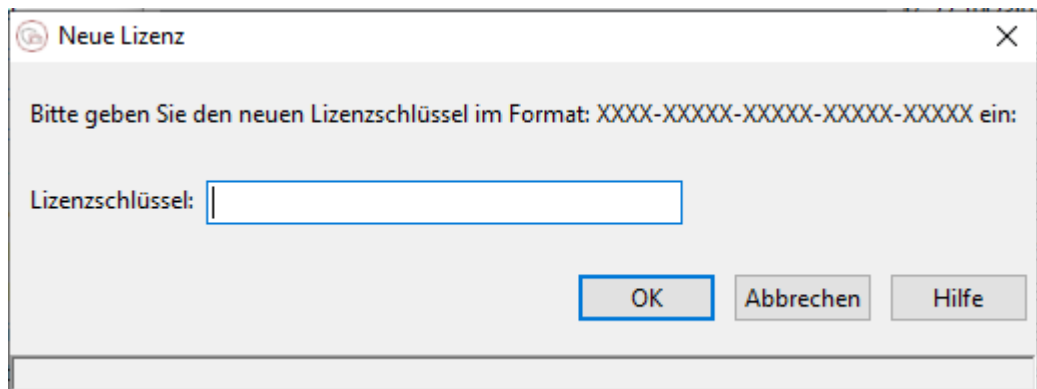 Neue Lizenz
Bitte geben Sie den neuen Lizenzschlüssel im Format: XXXX-XXXXX-XXXXX-XXXXX-XXXXX ein:
Lizenzschlüssel:
OK Abbrechen Hilfe